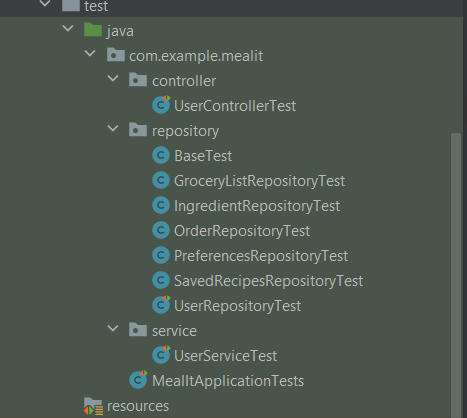 test
java
com.example.mealit
controller
UserControllerTest
repository
BaseTest
GroceryListRepositoryTest
IngredientRepositoryTest
OrderRepositoryTest
PreferencesRepositoryTest
SavedRecipesRepositoryTest
UserRepositoryTest
service
UserServiceTest
MealItApplicationTests
resources